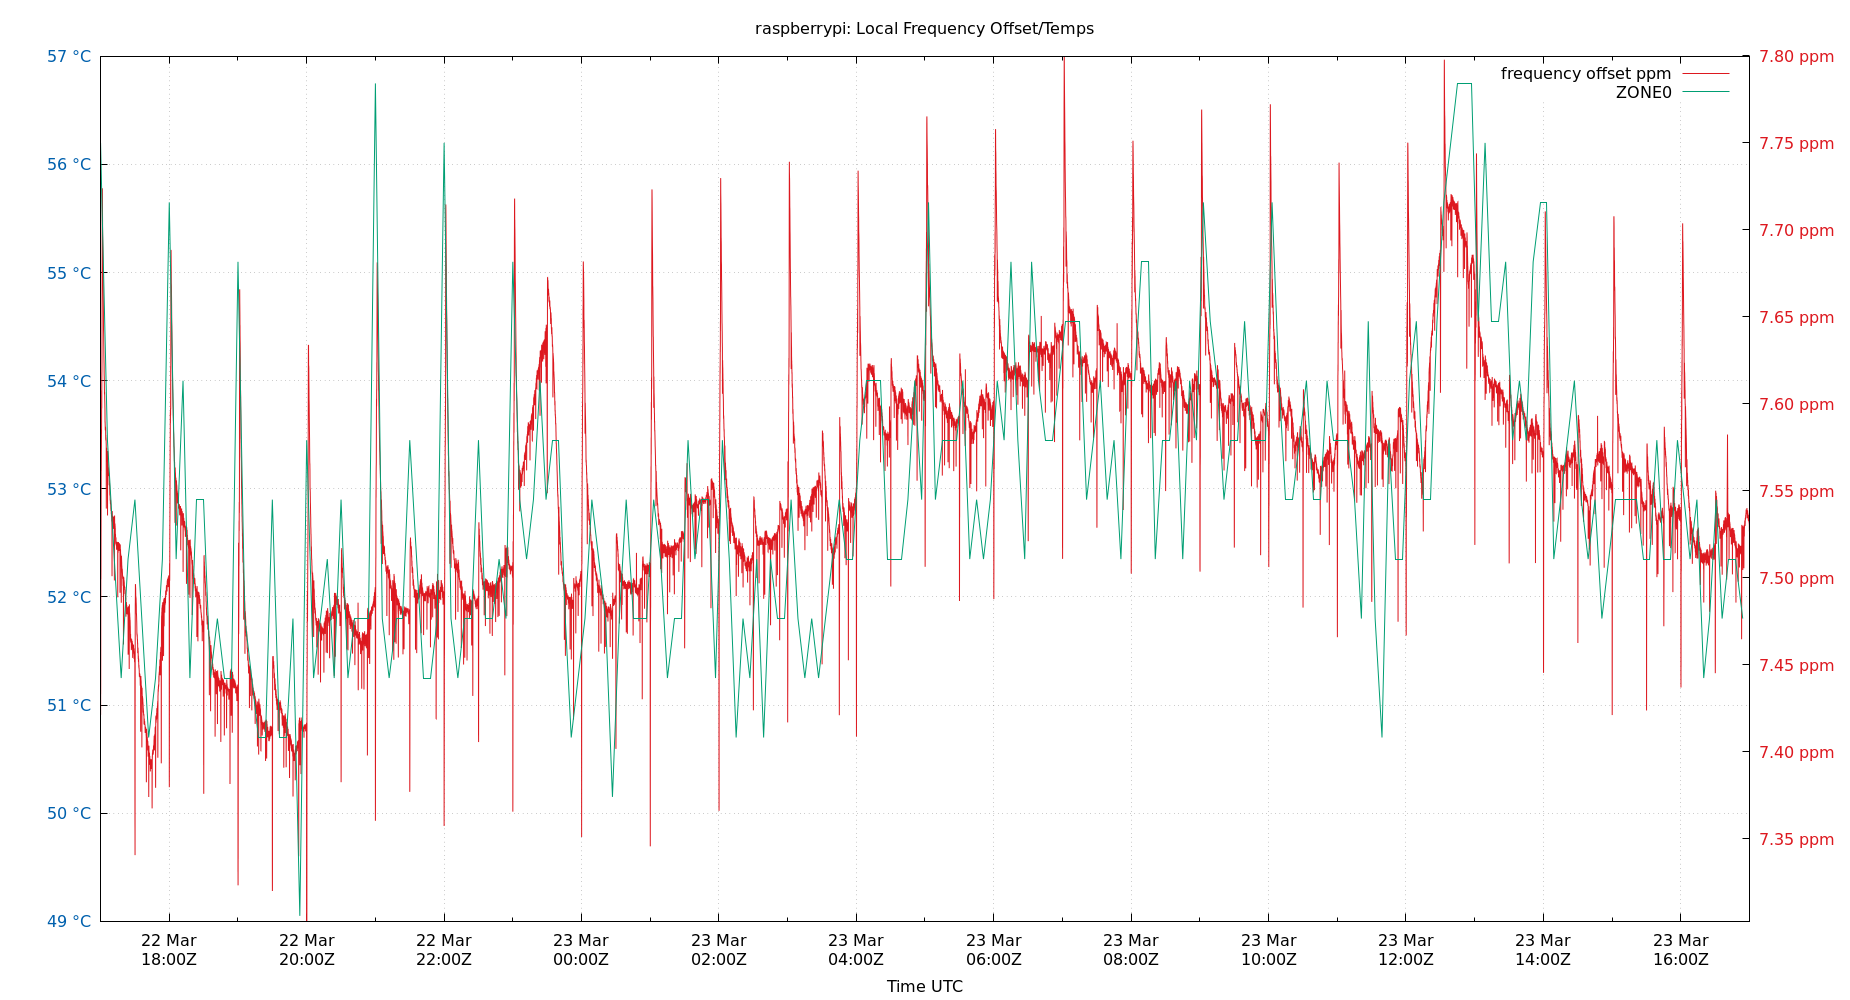 raspberrypi: Local Frequency Offset/Temps
57 °C
56 °C
55 °C
54 °C
53 °C
52 °C
51 °C
50 °C
49 °C
7.80 ppm
7.75 ppm
7.70 ppm
7.65 ppm
7.60 ppm
7.55 ppm
7.50 ppm
7.45 ppm
7.40 ppm
7.35 ppm
frequency offset ppm
ZONE0
22 Mar
18:00Z
22 Mar
20:00Z
22 Mar
22:00Z
23 Mar
00:00Z
23 Mar
02:00Z
23 Mar
04:00Z
23 Mar
06:00Z
23 Mar
08:00Z
23 Mar
10:00Z
23 Mar
12:00Z
23 Mar
14:00Z
23 Mar
16:00Z
Time UTC